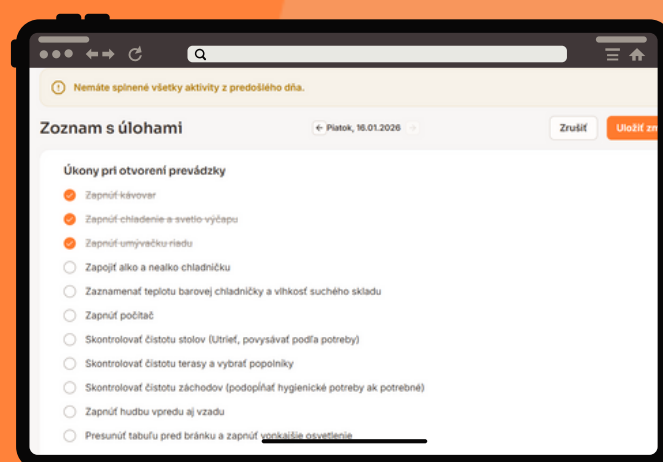 Nemáte splnené všetky aktivity z predošlého dňa.
Zoznam s úlohami
← Piatok, 16.01.2026 →
Zrušiť
Uložiť zm
Úkony pri otvorení prevádzky
Zapnúť kávovar
Zapnúť chladenie a svetlo výčapu
Zapnúť umývačku riadu
Zapojiť alko a nealko chladničku
Zaznamenať teplotu barovej chladničky a vlhkosť suchého skladu
Zapnúť počítač
Skontrolovať čistotu stolov (Utrieť, povysávať podľa potreby)
Skontrolovať čistotu terasy a vybrať popolníky
Skontrolovať čistotu záchodov (podopĺňať hygienické potreby ak potrebné)
Zapnúť hudbu vpredu aj vzadu
Presunúť tabuľu pred bránku a zapnúť vonkajšie osvetlenie